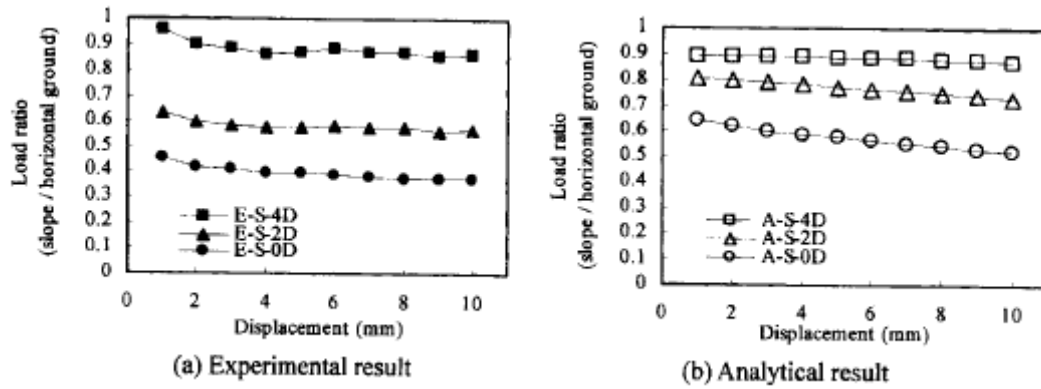 Load ratio
(slope / horizontal ground)
1
0.9
0.8
0.7
0.6
0.5
0.4
0.3
0.2
0.1
0
E-S-4D
E-S-2D
E-S-0D
0 2 4 6 8 10
Displacement (mm)
(a) Experimental result
Load ratio
(slope / horizontal ground)
1
0.9
0.8
0.7
0.6
0.5
0.4
0.3
0.2
0.1
0
A-S-4D
A-S-2D
A-S-0D
0 2 4 6 8 10
Displacement (mm)
(b) Analytical result